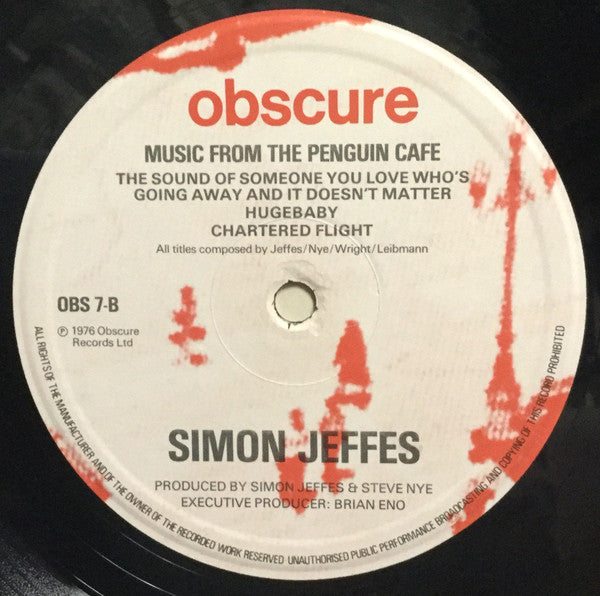 obscure
MUSIC FROM THE PENGUIN CAFE
THE SOUND OF SOMEONE YOU LOVE WHO'S
GOING AWAY AND IT DOESN'T MATTER
HUGEBABY
CHARTERED FLIGHT
All titles composed by Jeffes/Nye/Wright/Leibmann
OBS 7-B
℗ 1976 Obscure
Records Ltd
SIMON JEFFES
PRODUCED BY SIMON JEFFES & STEVE NYE
EXECUTIVE PRODUCER: BRIAN ENO
ALL RIGHTS OF THE MANUFACTURER AND OF THE OWNER OF THE RECORDED WORK RESERVED UNAUTHORISED PUBLIC PERFORMANCE BROADCASTING AND COPYING OF THIS RECORD PROHIBITED